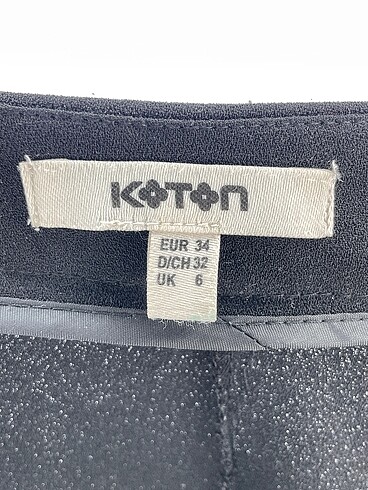 KOTON
EUR 34
D/CH 32
UK 6